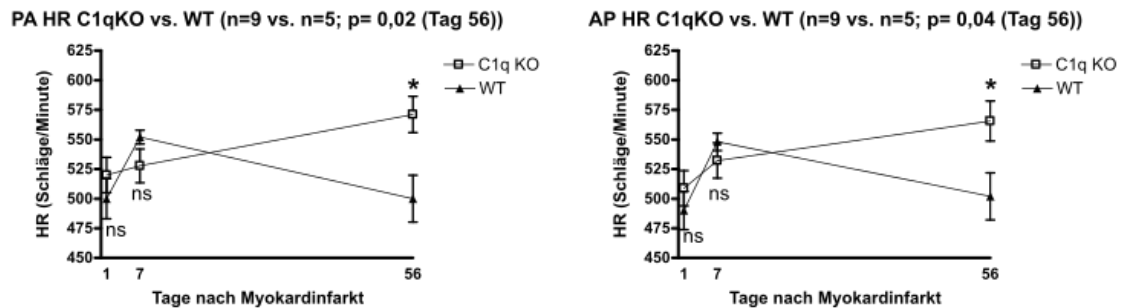 PA HR C1qKO vs. WT (n=9 vs. n=5; p= 0,02 (Tag 56))
625
600
575
550
525
500
475
450
HR (Schläge/Minute)
C1q KO
WT
*
ns
ns
1 7 56
Tage nach Myokardinfarkt
AP HR C1qKO vs. WT (n=9 vs. n=5; p= 0,04 (Tag 56))
625
600
575
550
525
500
475
450
HR (Schläge/Minute)
C1q KO
WT
*
ns
ns
1 7 56
Tage nach Myokardinfarkt